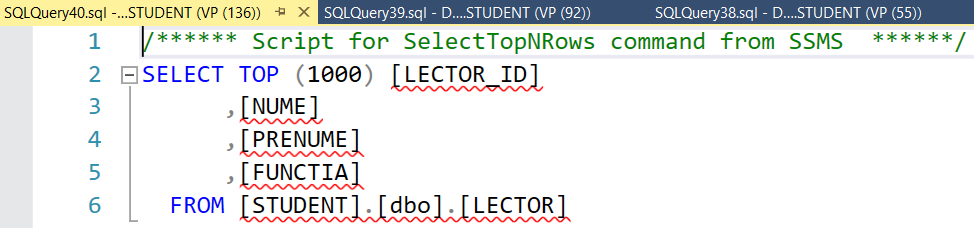 SQLQuery40.sql -...STUDENT (VP (136)) SQLQuery39.sql - D....STUDENT (VP (92)) SQLQuery38.sql - D....STUDENT (VP (55))
1 /****** Script for SelectTopNRows command from SSMS  ******/
2 SELECT TOP (1000) [LECTOR_ID]
3 ,[NUME]
4 ,[PRENUME]
5 ,[FUNCTIA]
6 FROM [STUDENT].[dbo].[LECTOR]